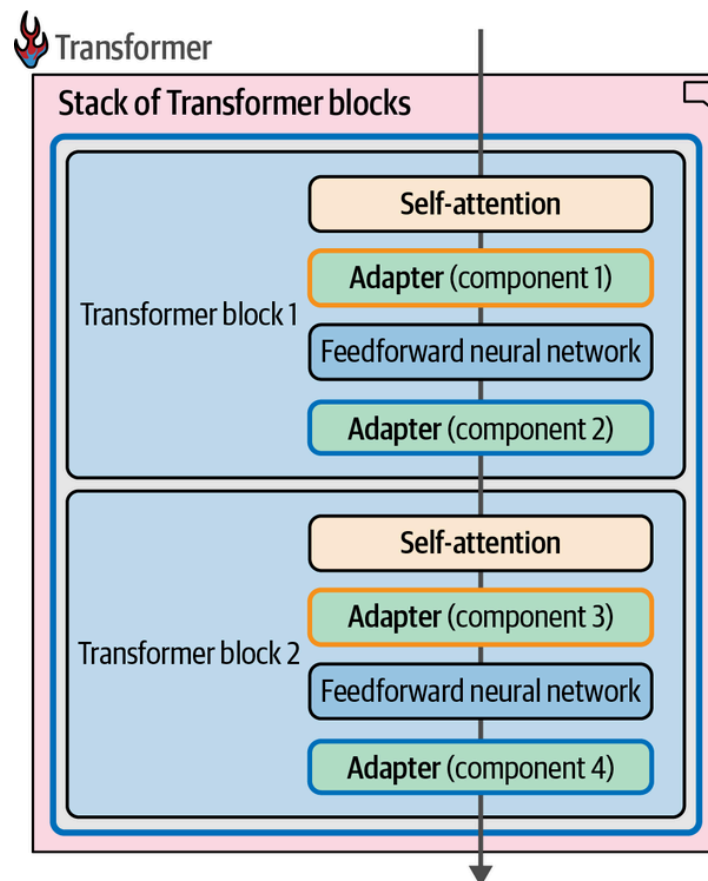 Transformer
Stack of Transformer blocks
Transformer block 1
Self-attention
Adapter (component 1)
Feedforward neural network
Adapter (component 2)
Transformer block 2
Self-attention
Adapter (component 3)
Feedforward neural network
Adapter (component 4)